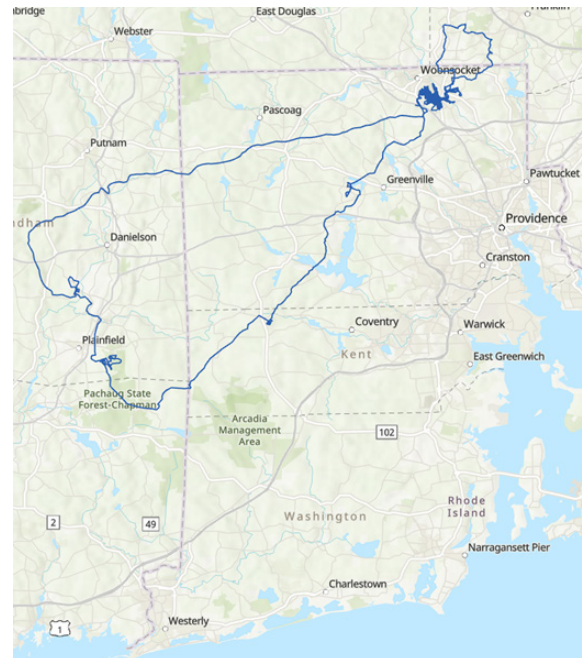 bridge
Webster
East Douglas
Franklin
Woonsocket
Pascoag
Putnam
Greenville
Pawtucket
dham
Providence
Danielson
Cranston
Coventry
Warwick
Plainfield
Kent
East Greenwich
Pachaug State
Forest-Chapman
Arcadia
Management
Area
102
Rhode
Island
2
49
Washington
Narragansett Pier
Charlestown
Westerly
1